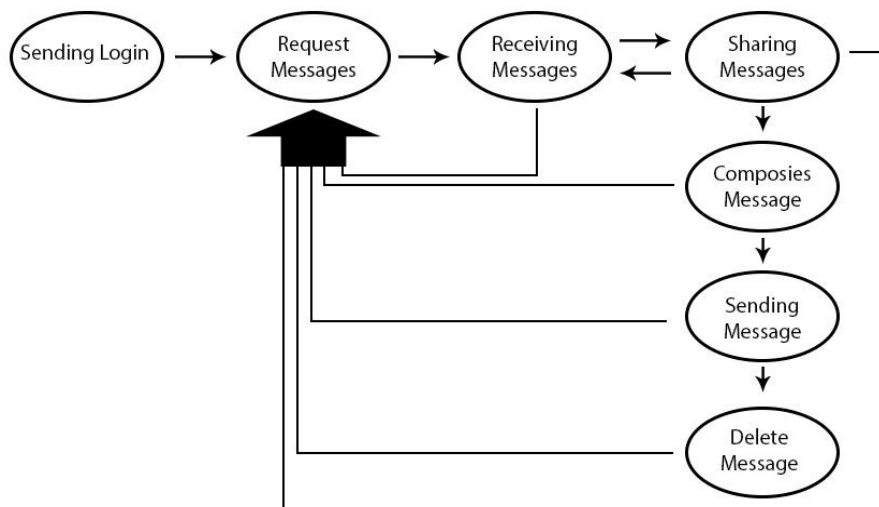 Sending Login
Request
Messages
Receiving
Messages
Sharing
Messages
Composies
Message
Sending
Message
Delete
Message